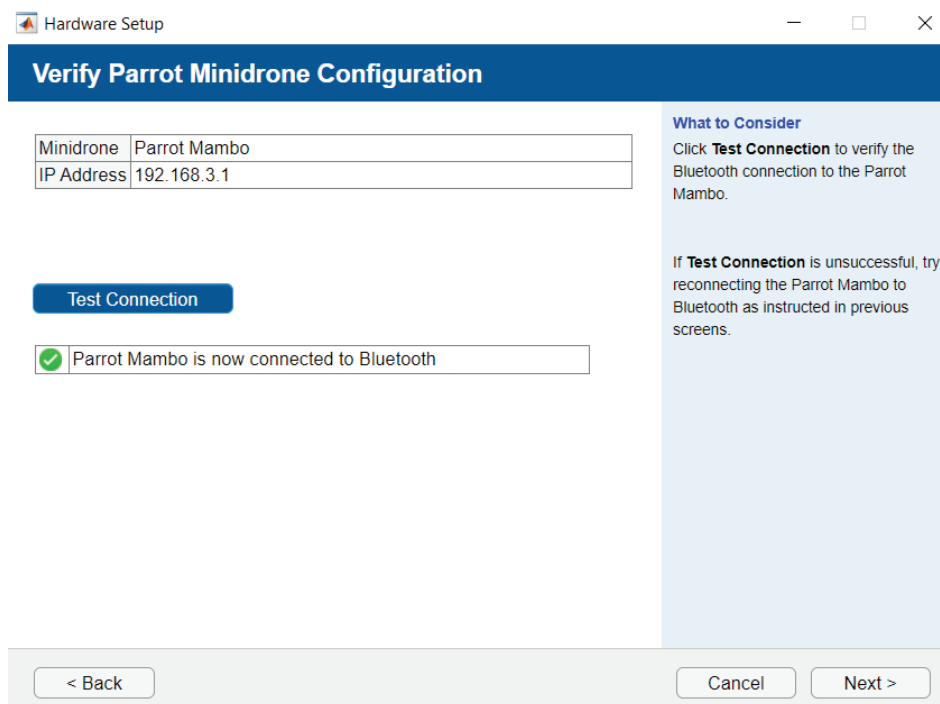 Hardware Setup
Verify Parrot Minidrone Configuration
Minidrone Parrot Mambo
IP Address 192.168.3.1
Test Connection
Parrot Mambo is now connected to Bluetooth
What to Consider
Click Test Connection to verify the
Bluetooth connection to the Parrot
Mambo.
If Test Connection is unsuccessful, try
reconnecting the Parrot Mambo to
Bluetooth as instructed in previous
screens.
< Back
Cancel
Next >